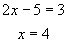 2x − 5 = 3
x = 4